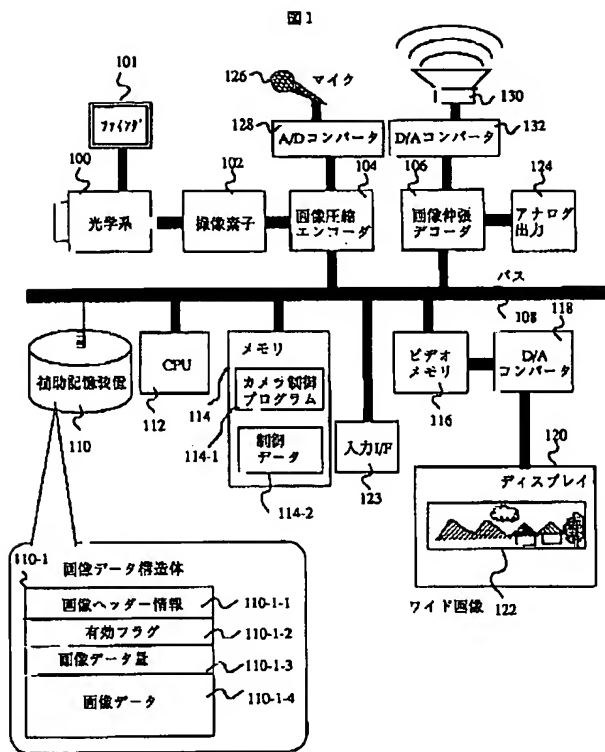 図1
101
ファインダ
126
マイク
130
128
A/Dコンバータ
D/Aコンバータ
132
100
102
104
106
124
光学系
撮像素子
画像圧縮
エンコーダ
画像伸張
デコーダ
アナログ
出力
バス
108
118
補助記憶装置
110
CPU
112
メモリ
114
カメラ制御
プログラム
114-1
制御
データ
114-2
入力I/F
123
ビデオ
メモリ
116
D/A
コンバータ
120
ディスプレイ
ワイド画像
122
110-1
画像データ構造体
画像ヘッダー情報
110-1-1
有効フラグ
110-1-2
画像データ量
110-1-3
画像データ
110-1-4